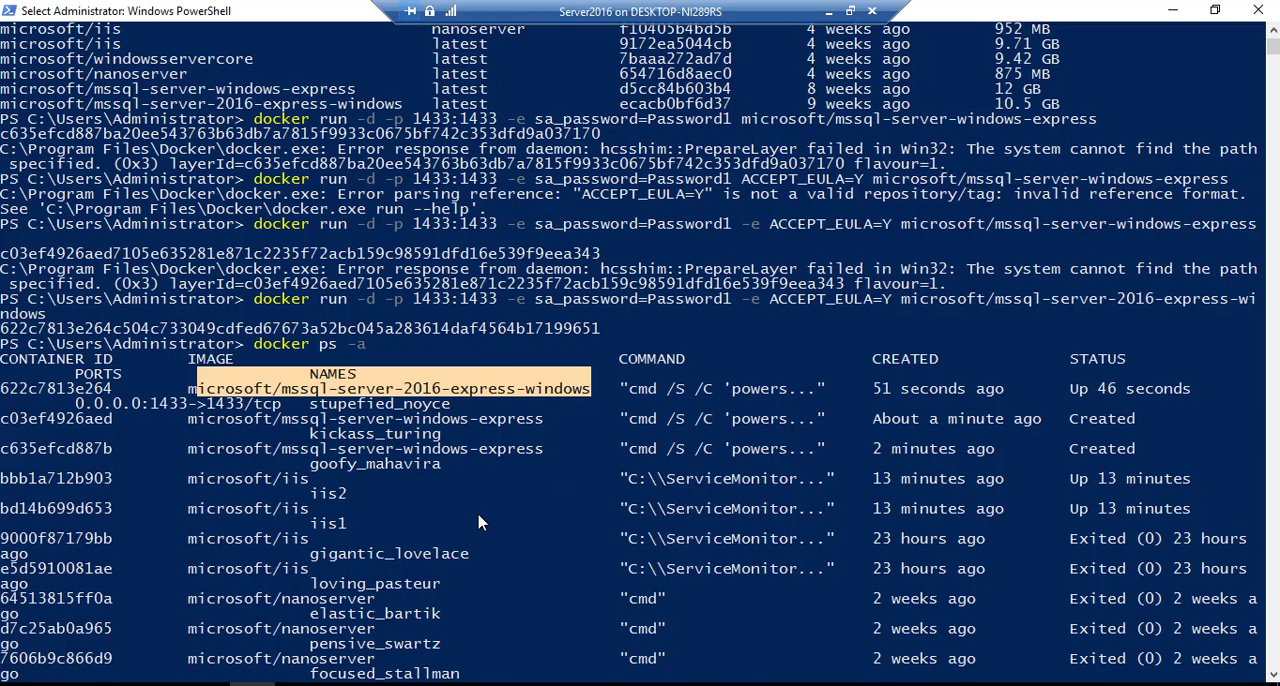 Select Administrator: Windows PowerShell
Server2016 on DESKTOP-NI289RS
microsoft/iis nanoserver f10405b4bd5b 4 weeks ago 952 MB
microsoft/iis latest 9172ea5044cb 4 weeks ago 9.71 GB
microsoft/windowsservercore latest 7baaa272ad7d 4 weeks ago 9.42 GB
microsoft/nanoserver latest 654716d8aec0 4 weeks ago 875 MB
microsoft/mssql-server-windows-express latest d5cc84b603b4 8 weeks ago 12 GB
microsoft/mssql-server-2016-express-windows latest ecacb0bf6d37 9 weeks ago 10.5 GB
PS C:\Users\Administrator> docker run -d -p 1433:1433 -e sa_password=Password1 microsoft/mssql-server-windows-express
c635efcd887ba20ee543763b63db7a7815f9933c0675bf742c353dfd9a037170
C:\Program Files\Docker\docker.exe: Error response from daemon: hcsshim::PrepareLayer failed in Win32: The system cannot find the path
specified. (0x3) layerId=c635efcd887ba20ee543763b63db7a7815f9933c0675bf742c353dfd9a037170 flavour=1.
PS C:\Users\Administrator> docker run -d -p 1433:1433 -e sa_password=Password1 ACCEPT_EULA=Y microsoft/mssql-server-windows-express
C:\Program Files\Docker\docker.exe: Error parsing reference: "ACCEPT_EULA=Y" is not a valid repository/tag: invalid reference format.
See 'C:\Program Files\Docker\docker.exe run --help'.
PS C:\Users\Administrator> docker run -d -p 1433:1433 -e sa_password=Password1 -e ACCEPT_EULA=Y microsoft/mssql-server-windows-express
c03ef4926aed7105e635281e871c2235f72acb159c98591dfd16e539f9eea343
C:\Program Files\Docker\docker.exe: Error response from daemon: hcsshim::PrepareLayer failed in Win32: The system cannot find the path
specified. (0x3) layerId=c03ef4926aed7105e635281e871c2235f72acb159c98591dfd16e539f9eea343 flavour=1.
PS C:\Users\Administrator> docker run -d -p 1433:1433 -e sa_password=Password1 -e ACCEPT_EULA=Y microsoft/mssql-server-2016-express-wi
ndows
622c7813e264c504c733049cdfed67673a52bc045a283614daf4564b17199651
PS C:\Users\Administrator> docker ps -a
CONTAINER ID IMAGE COMMAND CREATED STATUS
PORTS NAMES
622c7813e264 microsoft/mssql-server-2016-express-windows "cmd /S /C 'powers..." 51 seconds ago Up 46 seconds
0.0.0.0:1433->1433/tcp stupefied_noyce
c03ef4926aed microsoft/mssql-server-windows-express "cmd /S /C 'powers..." About a minute ago Created
kickass_turing
c635efcd887b microsoft/mssql-server-windows-express "cmd /S /C 'powers..." 2 minutes ago Created
goofy_mahavira
bbb1a712b903 microsoft/iis "C:\\ServiceMonitor..." 13 minutes ago Up 13 minutes
iis2
bd14b699d653 microsoft/iis "C:\\ServiceMonitor..." 13 minutes ago Up 13 minutes
iis1
9000f87179bb microsoft/iis "C:\\ServiceMonitor..." 23 hours ago Exited (0) 23 hours
ago gigantic_lovelace
e5d5910081ae microsoft/iis "C:\\ServiceMonitor..." 23 hours ago Exited (0) 23 hours
ago loving_pasteur
64513815ff0a microsoft/nanoserver "cmd" 2 weeks ago Exited (0) 2 weeks a
go elastic_bartik
d7c25ab0a965 microsoft/nanoserver "cmd" 2 weeks ago Exited (0) 2 weeks a
go pensive_swartz
7606b9c866d9 microsoft/nanoserver "cmd" 2 weeks ago Exited (0) 2 weeks a
go focused_stallman